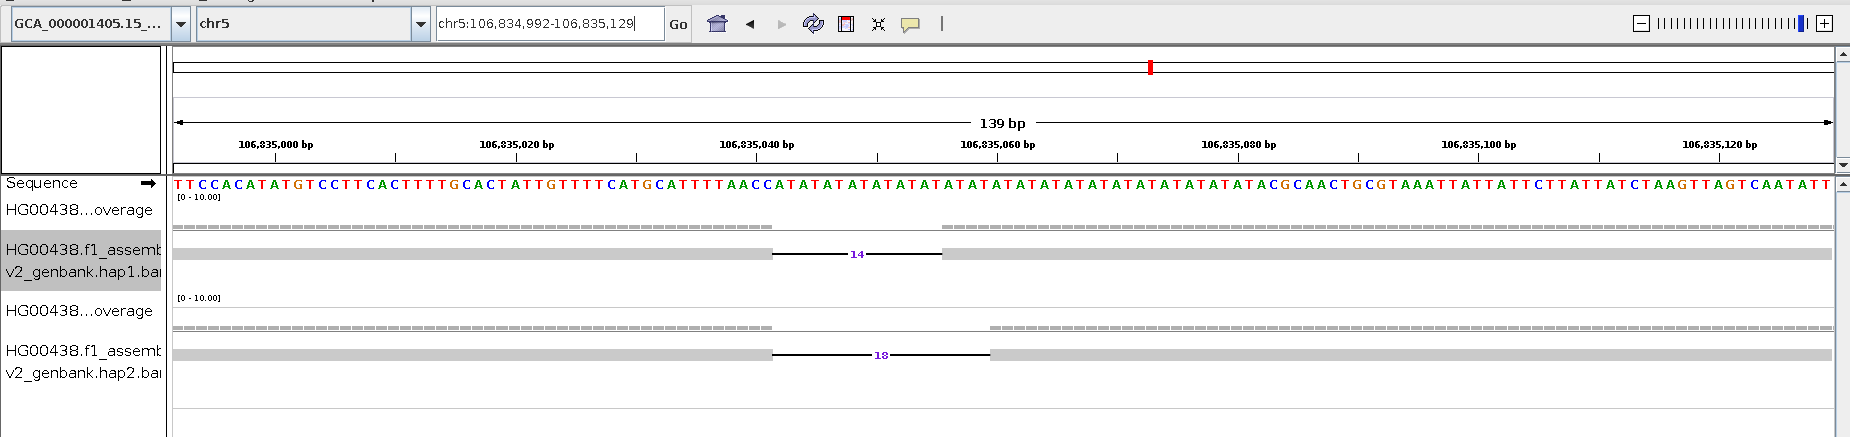 GCA_000001405.15_... chr5 chr5:106,834,992-106,835,129 Go
139 bp
106,835,000 bp 106,835,020 bp 106,835,040 bp 106,835,060 bp 106,835,080 bp 106,835,100 bp 106,835,120 bp
Sequence TTCCACATATGTCCTTCACTTTTGCACTATTGTTTTCATGCATTTTAACCATATATATATATATATATATATATATATATATATATATATACGCAACTGCGTAAATTATTATTCTTATTATCTAAGTTAGTCAATATT
[0 - 10.00]
HG00438...overage
HG00438.f1_assemb
14
v2_genbank.hap1.ba
[0 - 10.00]
HG00438...overage
HG00438.f1_assemb
18
v2_genbank.hap2.ba